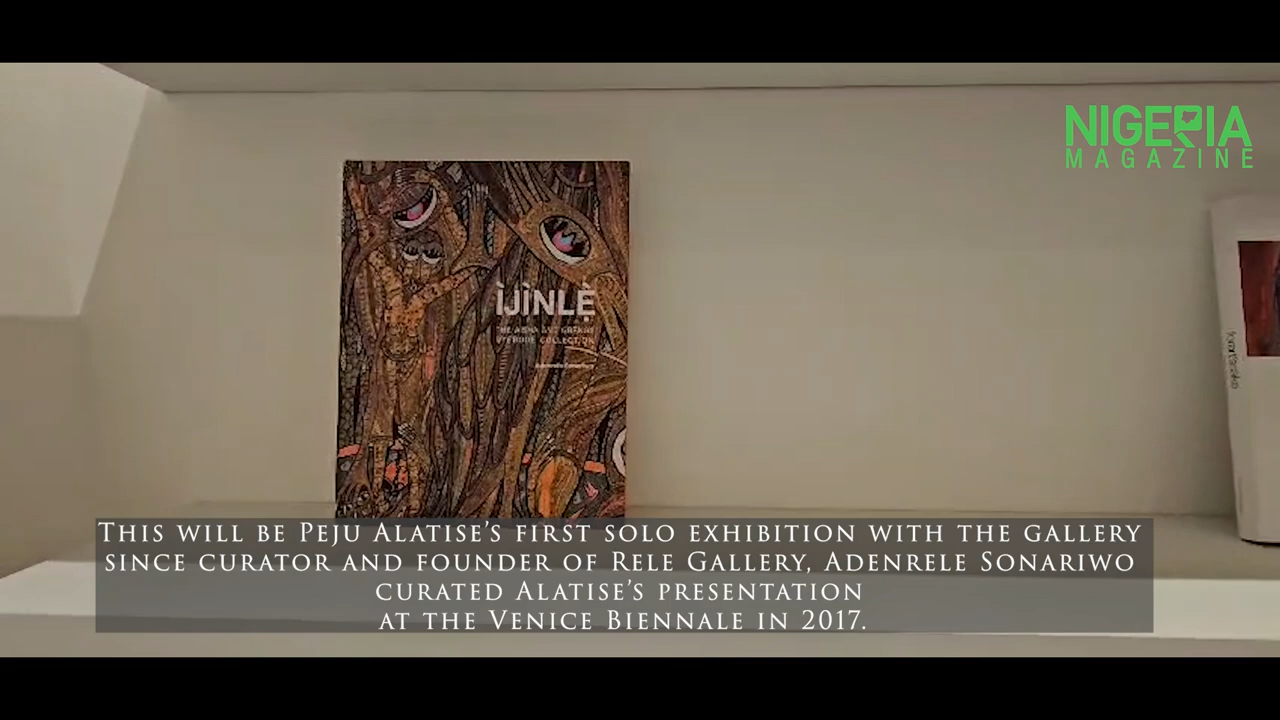 NIGERIA
MAGAZINE
ÌJÌNLẸ̀
COLLECTION
THIS WILL BE PEJU ALATISE'S FIRST SOLO EXHIBITION WITH THE GALLERY
SINCE CURATOR AND FOUNDER OF RELE GALLERY, ADENRELE SONARIWO
CURATED ALATISE'S PRESENTATION
AT THE VENICE BIENNALE IN 2017.